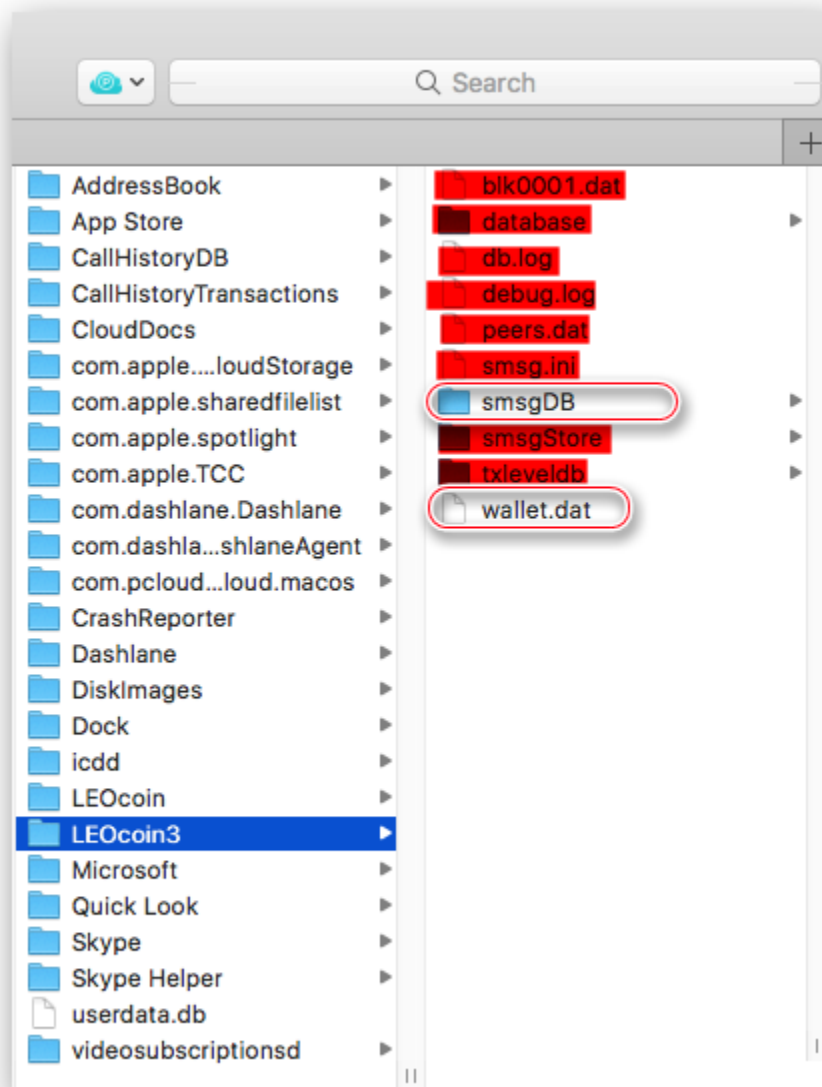 Search
+
AddressBook
App Store
CallHistoryDB
CallHistoryTransactions
CloudDocs
com.apple....loudStorage
com.apple.sharedfilelist
com.apple.spotlight
com.apple.TCC
com.dashlane.Dashlane
com.dashla...shlaneAgent
com.pcloud...loud.macos
CrashReporter
Dashlane
DiskImages
Dock
icdd
LEOcoin
LEOcoin3
Microsoft
Quick Look
Skype
Skype Helper
userdata.db
videosubscriptionsd
blk0001.dat
database
db.log
debug.log
peers.dat
smsg.ini
smsgDB
smsgStore
txleveldb
wallet.dat